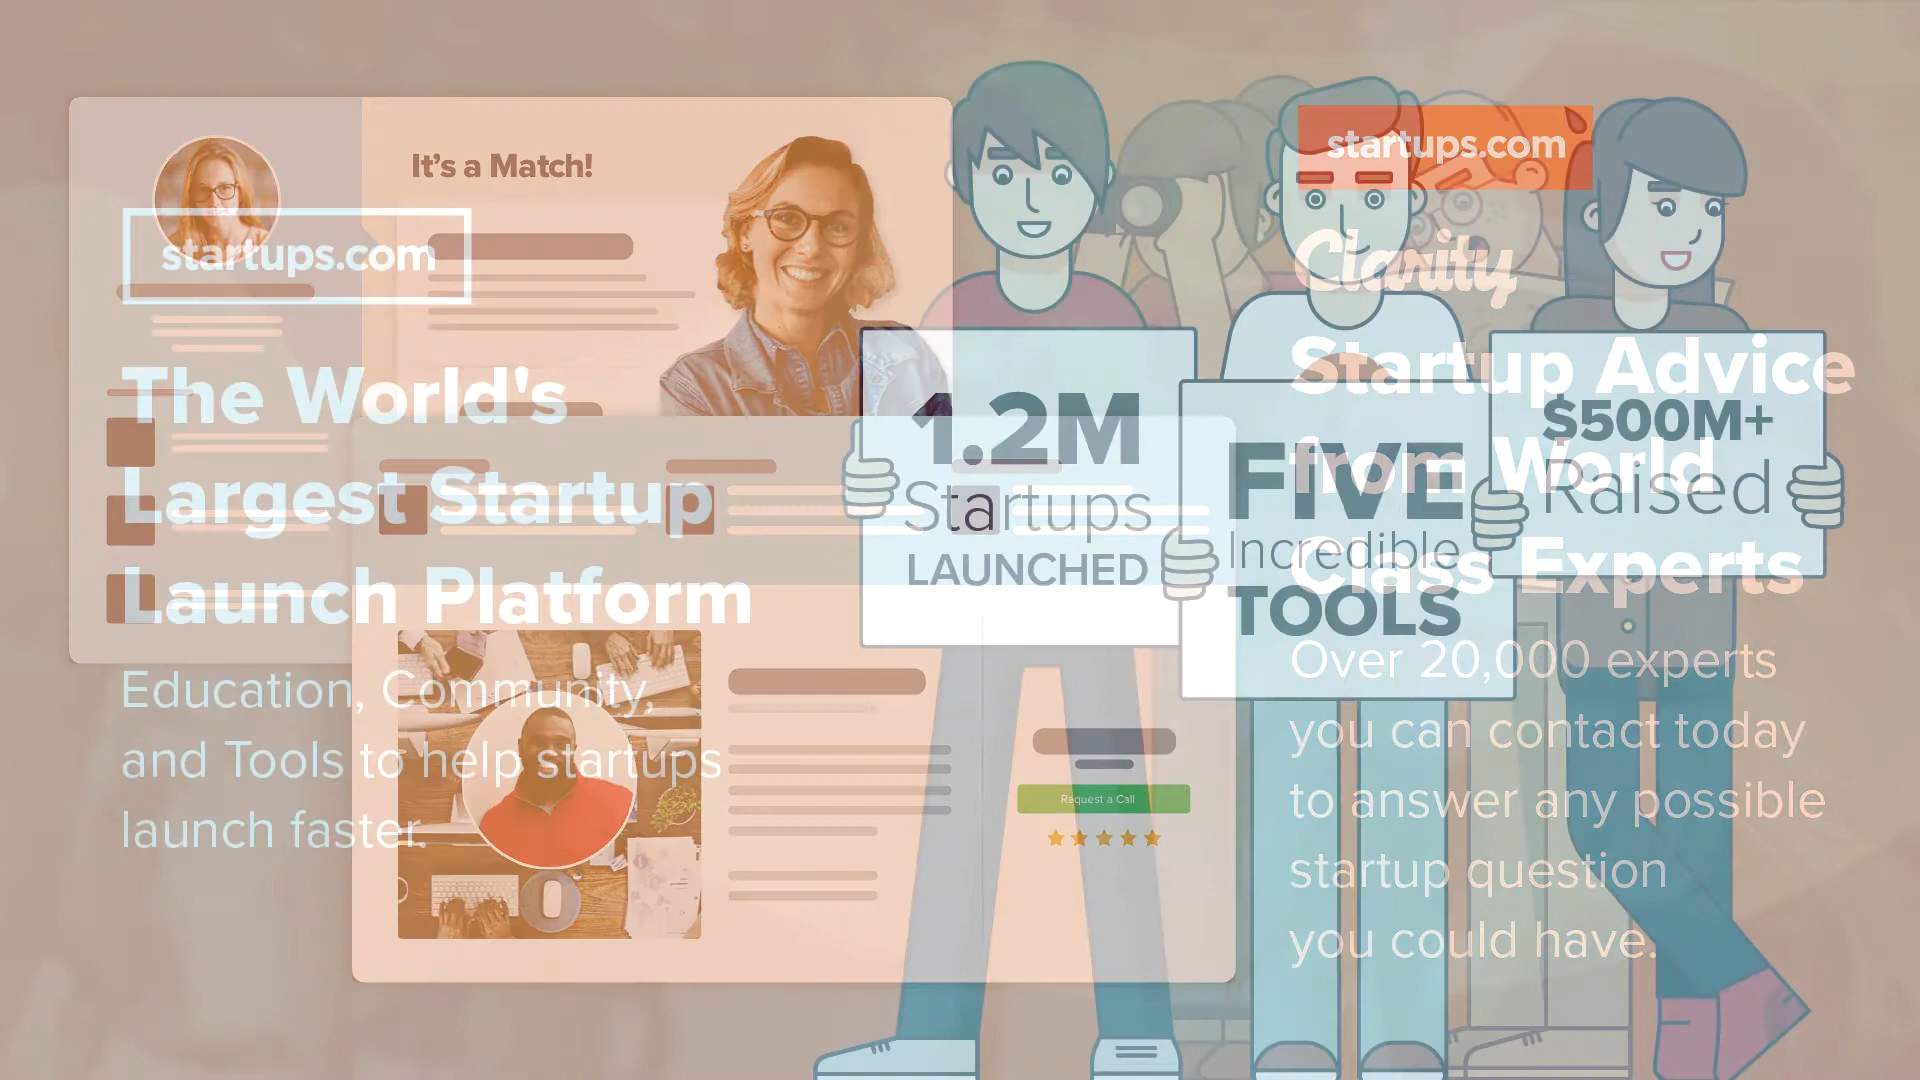 It's a Match!
startups.com
The World's
Largest Startup
Launch Platform
Education, Community,
and Tools to help startups
launch faster.
1.2M
Startups
LAUNCHED
FIVE
Incredible
TOOLS
$500M+
Raised
Request a Call
startups.com
Clarity
Startup Advice
from World
Class Experts
Over 20,000 experts
you can contact today
to answer any possible
startup question
you could have.